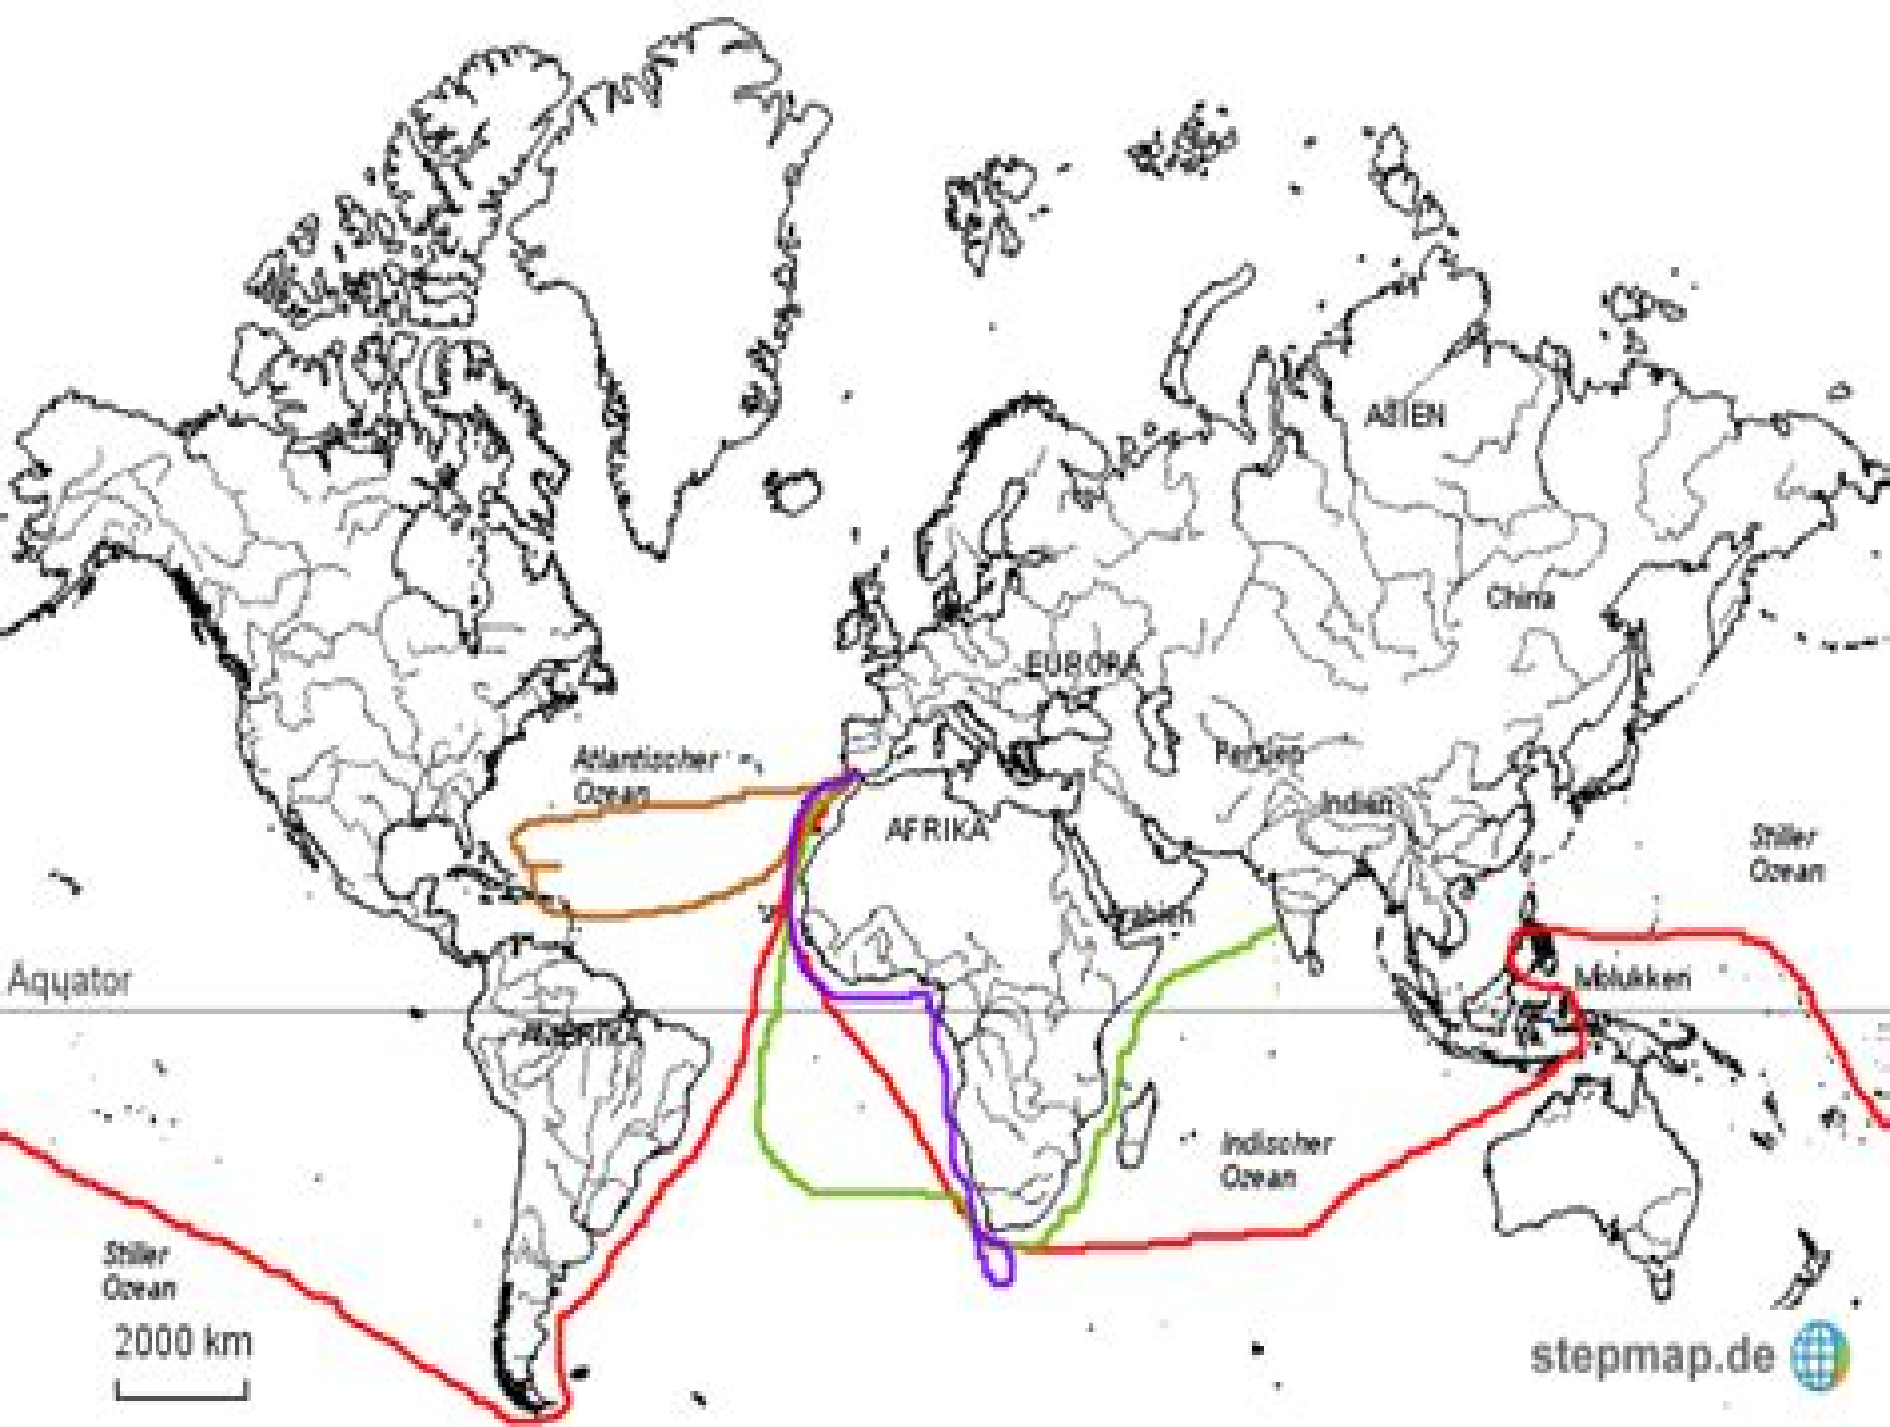 ASIEN
China
EUROPA
Atlantischer
Ozean
Persien
Indien
AFRIKA
Stiller
Ozean
Arabien
Äquator
Molukken
AMERIKA
Indischer
Ozean
Stiller
Ozean
2000 km
stepmap.de